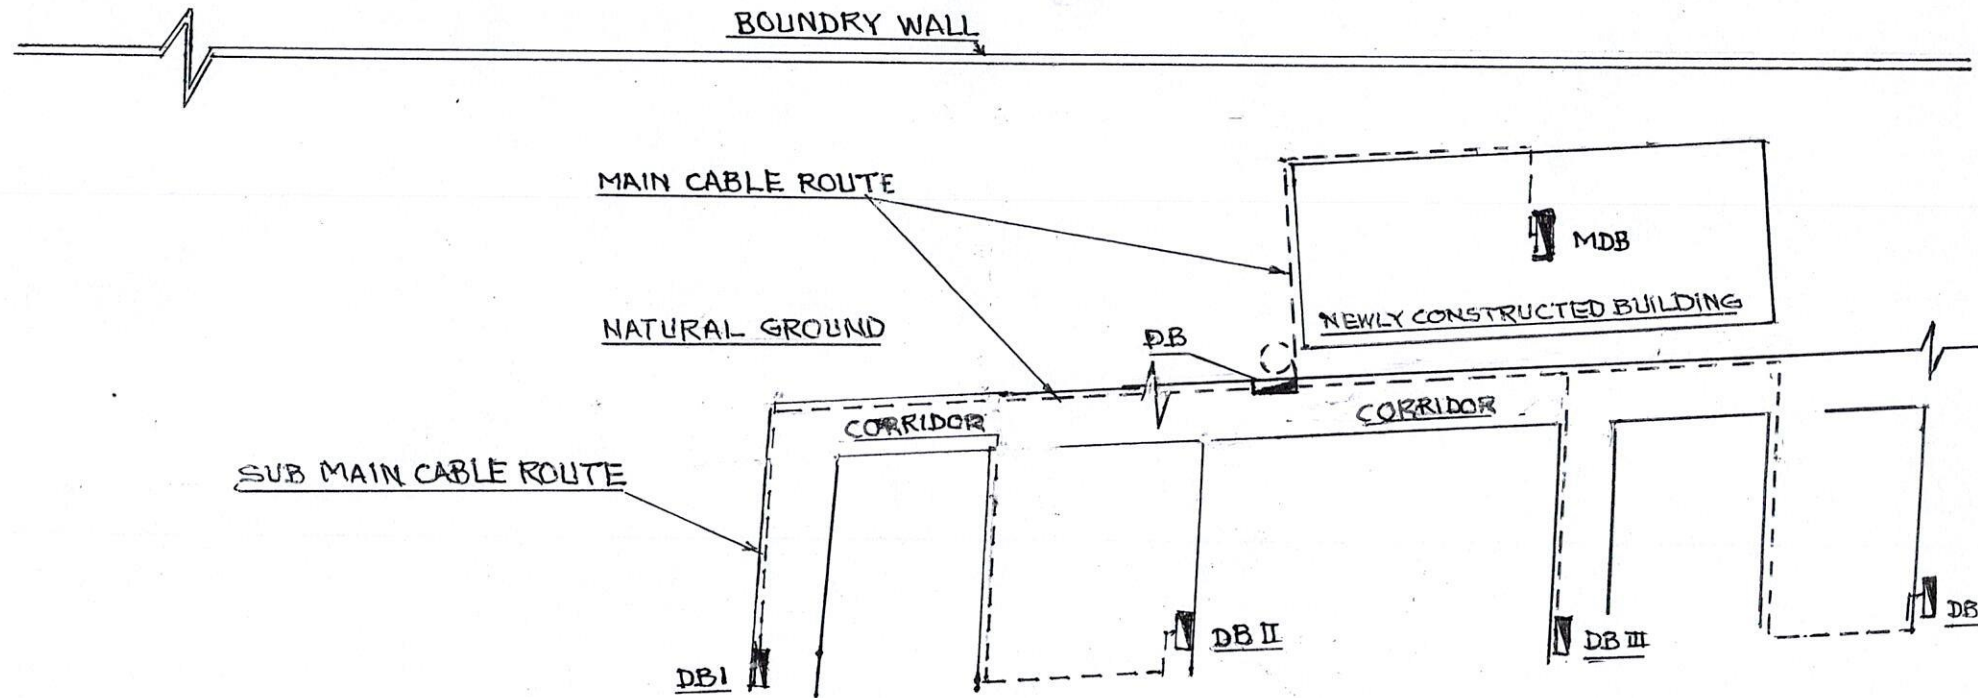 BOUNDRY WALL
MAIN CABLE ROUTE
MDB
NEWLY CONSTRUCTED BUILDING
NATURAL GROUND
DB
CORRIDOR
CORRIDOR
SUB MAIN CABLE ROUTE
DB I
DB II
DB III
DB